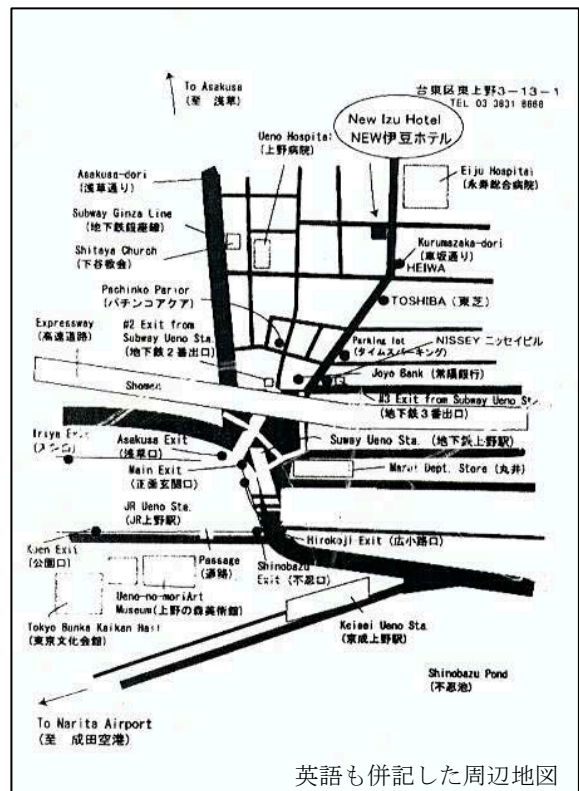 To Asakusa
(至 浅草)
台東区東上野3-13-1
TEL 03 3831 8666
New Izu Hotel
NEW伊豆ホテル
Ueno Hospital
(上野病院)
Eiju Hospital
(永寿総合病院)
Asakusa-dori
(浅草通り)
Subway Ginza Line
(地下鉄銀座線)
Shitaya Church
(下谷教会)
Kurumazaka-dori
(車坂通り)
HEIWA
Pachinko Parlor
(パチンコアクア)
TOSHIBA (東芝)
Expressway
(高速道路)
#2 Exit from
Subway Ueno Sta.
(地下鉄2番出口)
Parking lot
(タイムズパーキング)
NISSEY ニッセイビル
Joyo Bank (常陽銀行)
Showa
#3 Exit from Subway Ueno St
(地下鉄3番出口)
Iriya Exit
Asakusa Exit
(浅草口)
Suway Ueno Sta. (地下鉄上野駅)
Main Exit
(正面玄関口)
Marui Dept. Store (丸井)
JR Ueno Sta.
(JR上野駅)
Hirokoji Exit (広小路口)
Koen Exit
(公園口)
Passage
(通路)
Shinobazu
Exit (不忍口)
Ueno-no-moriArt
Museum(上野の森美術館)
Tokyo Bunka Kaikan Hall
(東京文化会館)
Keisei Ueno Sta.
(京成上野駅)
Shinobazu Pond
(不忍池)
To Narita Airport
(至 成田空港)
英語も併記した周辺地図